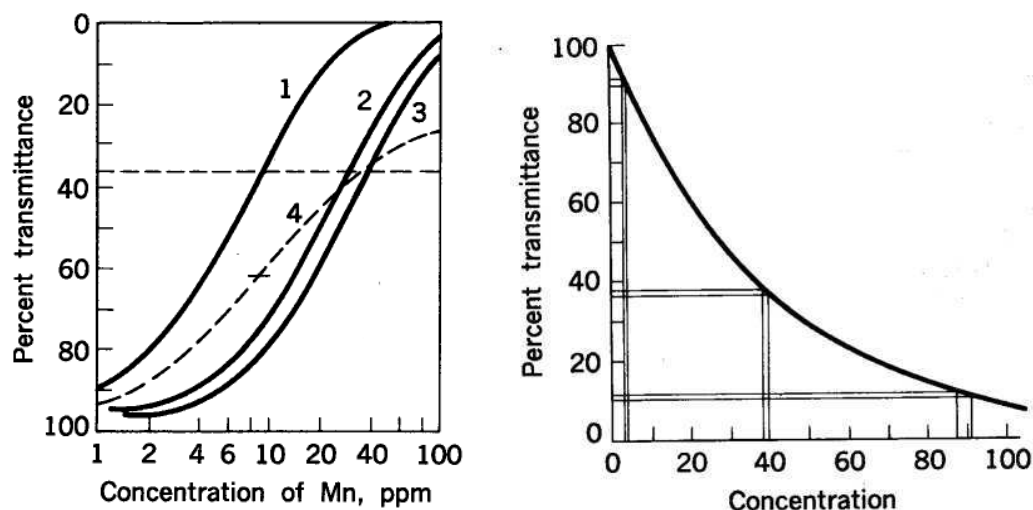 Percent transmittance
0
20
40
60
80
100
1
2
3
4
1 2 4 6 10 20 40 100
Concentration of Mn, ppm
Percent transmittance
100
80
60
40
20
0
0 20 40 60 80 100
Concentration